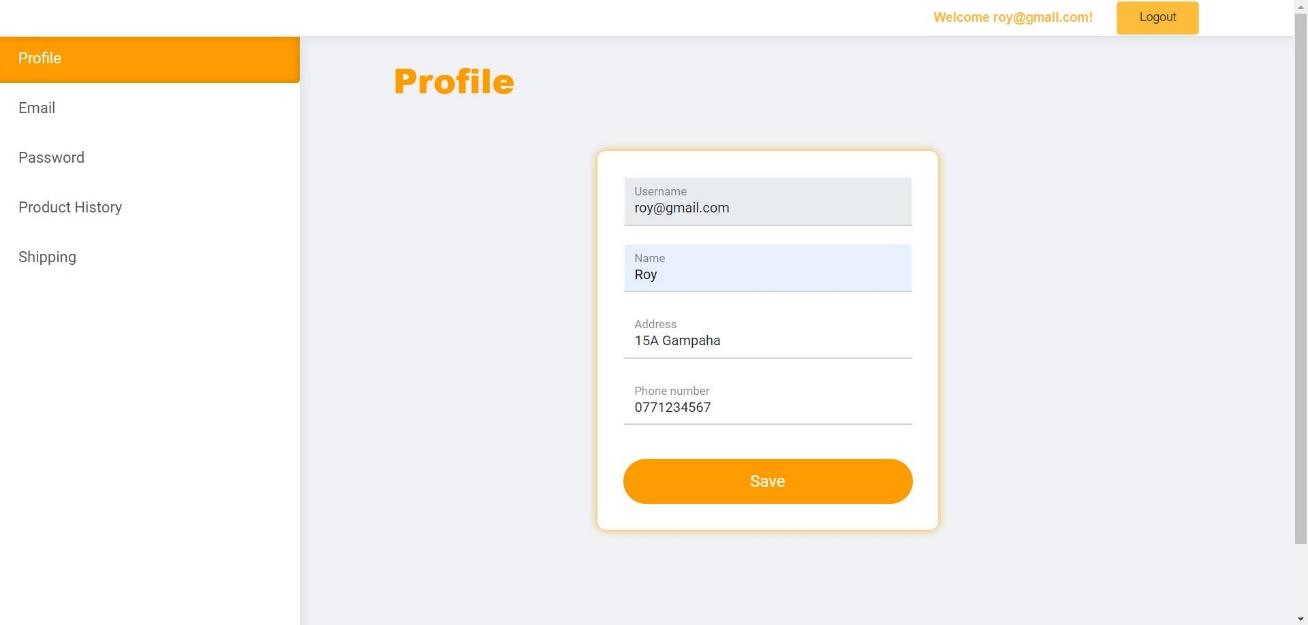 Welcome roy@gmail.com!
Logout
Profile
Email
Password
Product History
Shipping
Profile
Username
roy@gmail.com
Name
Roy
Address
15A Gampaha
Phone number
0771234567
Save